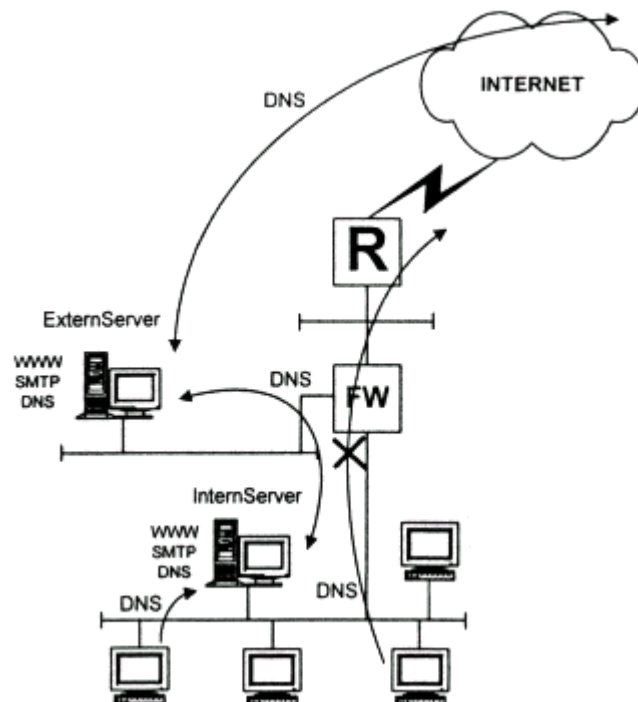 DNS
INTERNET
R
ExternServer
WWW
SMTP
DNS
DNS
FW
InternServer
WWW
SMTP
DNS
DNS
DNS